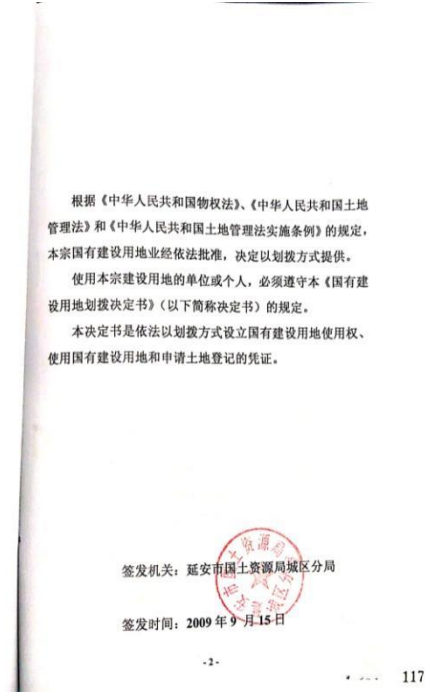 根据《中华人民共和国物权法》、《中华人民共和国土地
管理法》和《中华人民共和国土地管理法实施条例》的规定，
本宗国有建设用地业经依法批准，决定以划拨方式提供。
使用本宗建设用地的单位或个人，必须遵守本《国有建
设用地划拨决定书》（以下简称决定书）的规定。
本决定书是依法以划拨方式设立国有建设用地使用权、
使用国有建设用地和申请土地登记的凭证。
签发机关：延安市国土资源局城区分局
签发时间：2009 年 9 月 15 日
-2-
117